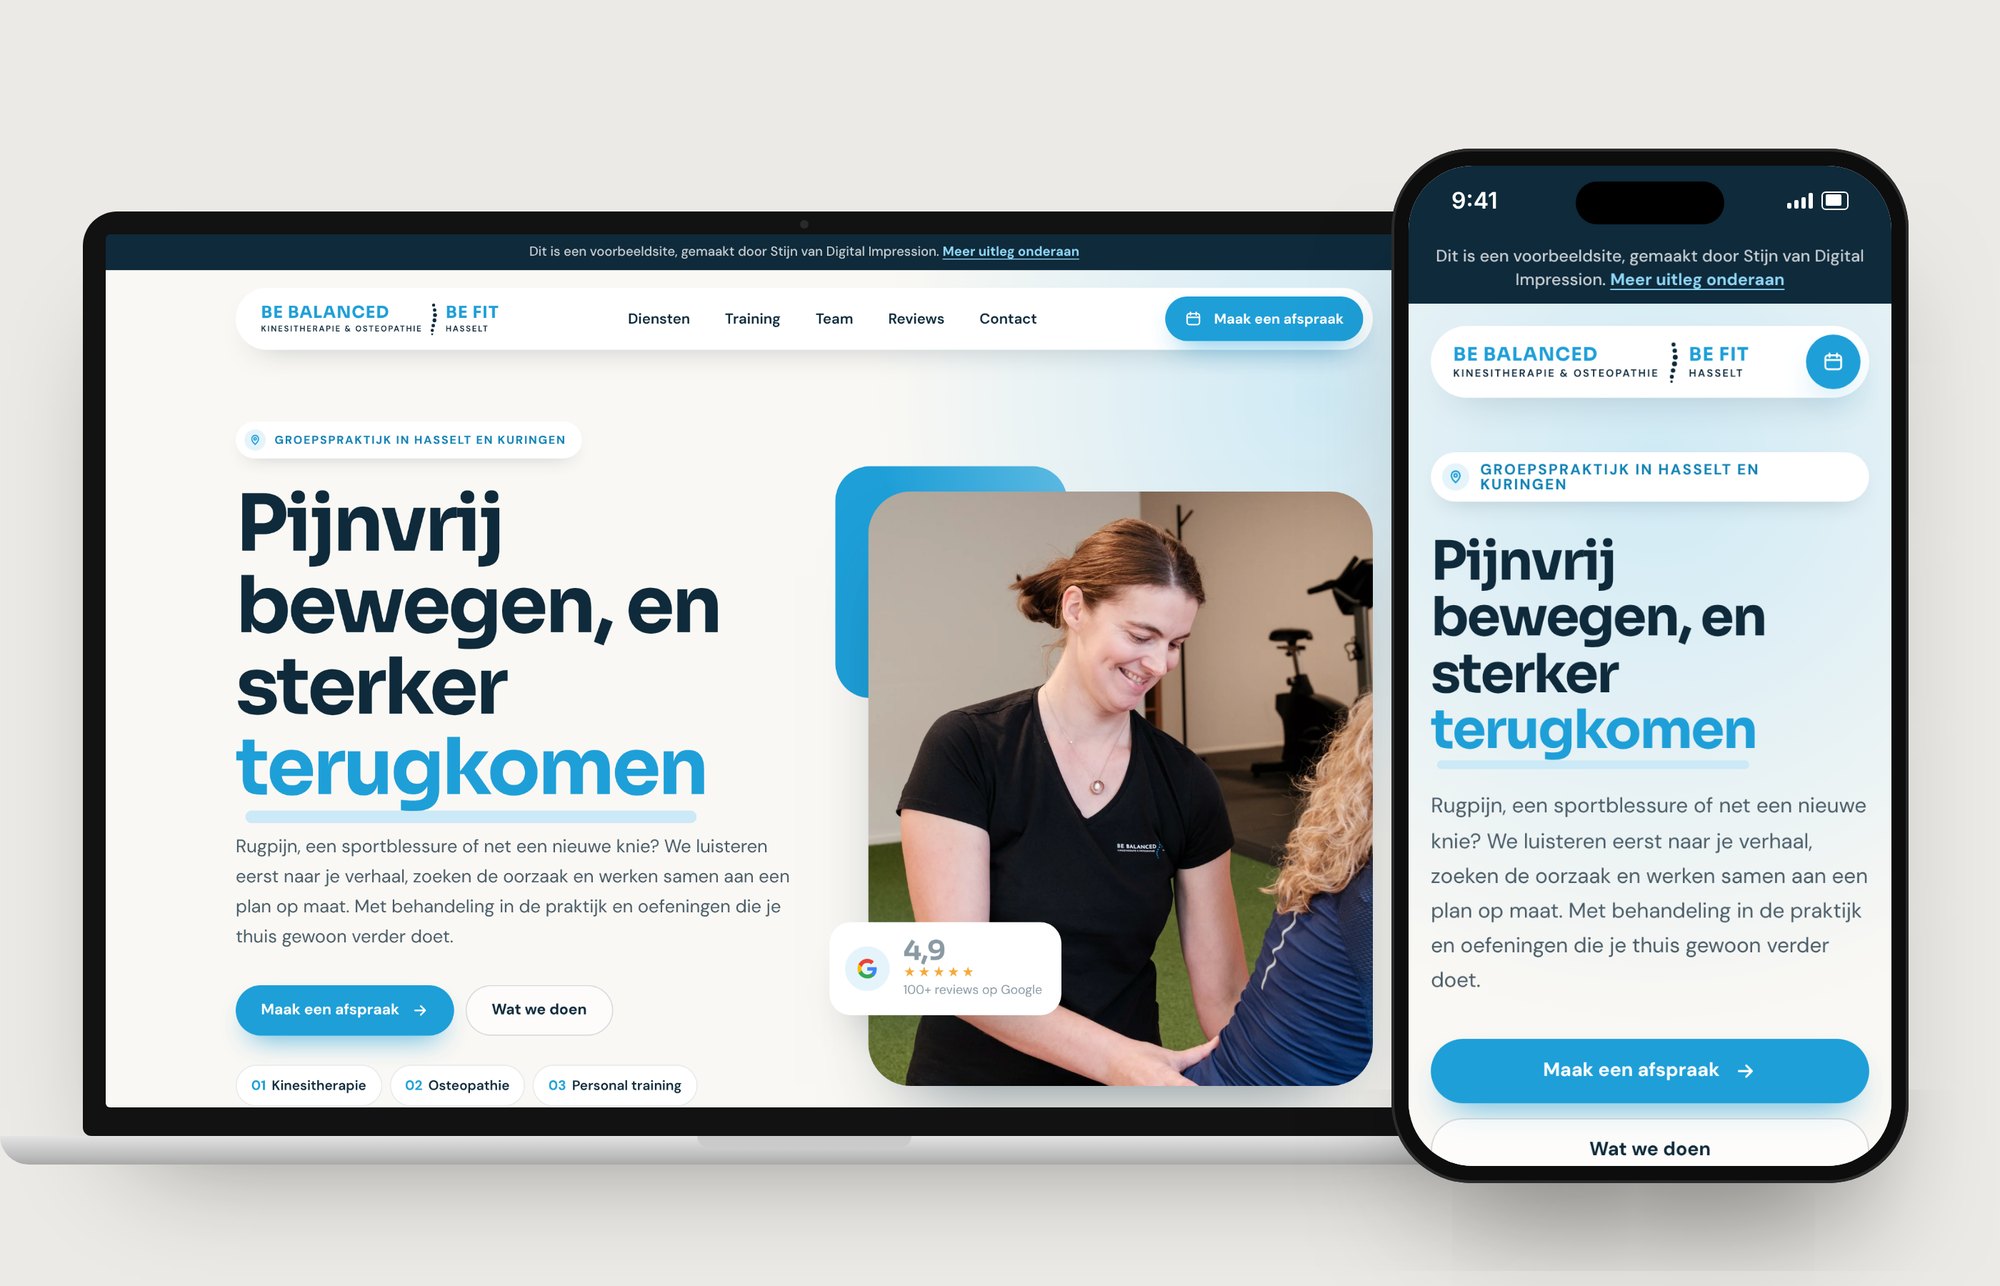 Dit is een voorbeeldsite, gemaakt door Stijn van Digital Impression. Meer uitleg onderaan
BE BALANCED
KINESITHERAPIE & OSTEOPATHIE
BE FIT
HASSELT
Diensten
Training
Team
Reviews
Contact
Maak een afspraak
GROEPSPRAKTIJK IN HASSELT EN KURINGEN
Pijnvrij
bewegen, en
sterker
terugkomen
Rugpijn, een sportblessure of net een nieuwe knie? We luisteren
eerst naar je verhaal, zoeken de oorzaak en werken samen aan een
plan op maat. Met behandeling in de praktijk en oefeningen die je
thuis gewoon verder doet.
Maak een afspraak
Wat we doen
01 Kinesitherapie
02 Osteopathie
03 Personal training
BE BALANCED
4,9
100+ reviews op Google
9:41
Dit is een voorbeeldsite, gemaakt door Stijn van Digital
Impression. Meer uitleg onderaan
BE BALANCED
KINESITHERAPIE & OSTEOPATHIE
BE FIT
HASSELT
GROEPSPRAKTIJK IN HASSELT EN
KURINGEN
Pijnvrij
bewegen, en
sterker
terugkomen
Rugpijn, een sportblessure of net een nieuwe
knie? We luisteren eerst naar je verhaal,
zoeken de oorzaak en werken samen aan een
plan op maat. Met behandeling in de praktijk
en oefeningen die je thuis gewoon verder
doet.
Maak een afspraak
Wat we doen